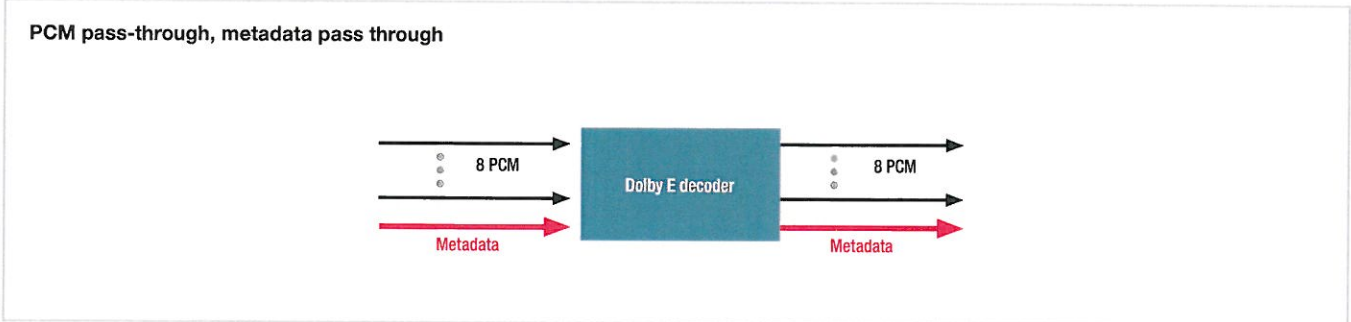 PCM pass-through, metadata pass through
8 PCM
Dolby E decoder
8 PCM
Metadata
Metadata